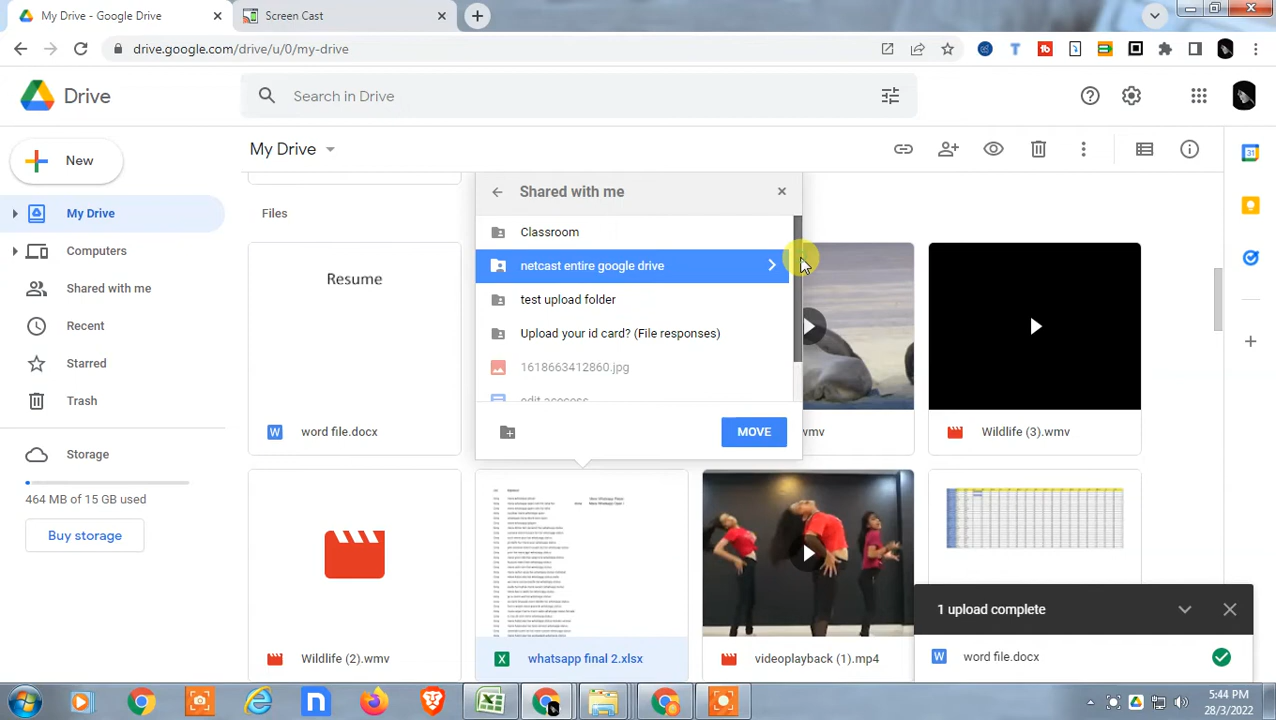 My Drive - Google Drive
Screen Cast
drive.google.com/drive/u/0/my-drive
Drive
Search in Drive
New
My Drive
Computers
Shared with me
Recent
Starred
Trash
Storage
464 MB of 15 GB used
Buy storage
My Drive
Files
Shared with me
Classroom
netcast entire google drive
test upload folder
Upload your id card? (File responses)
1618663412860.jpg
MOVE
Resume
word file.docx
wmv
Wildlife (3).wmv
Wildlife (2).wmv
whatsapp final 2.xlsx
videoplayback (1).mp4
1 upload complete
word file.docx
31
5:44 PM
28/3/2022